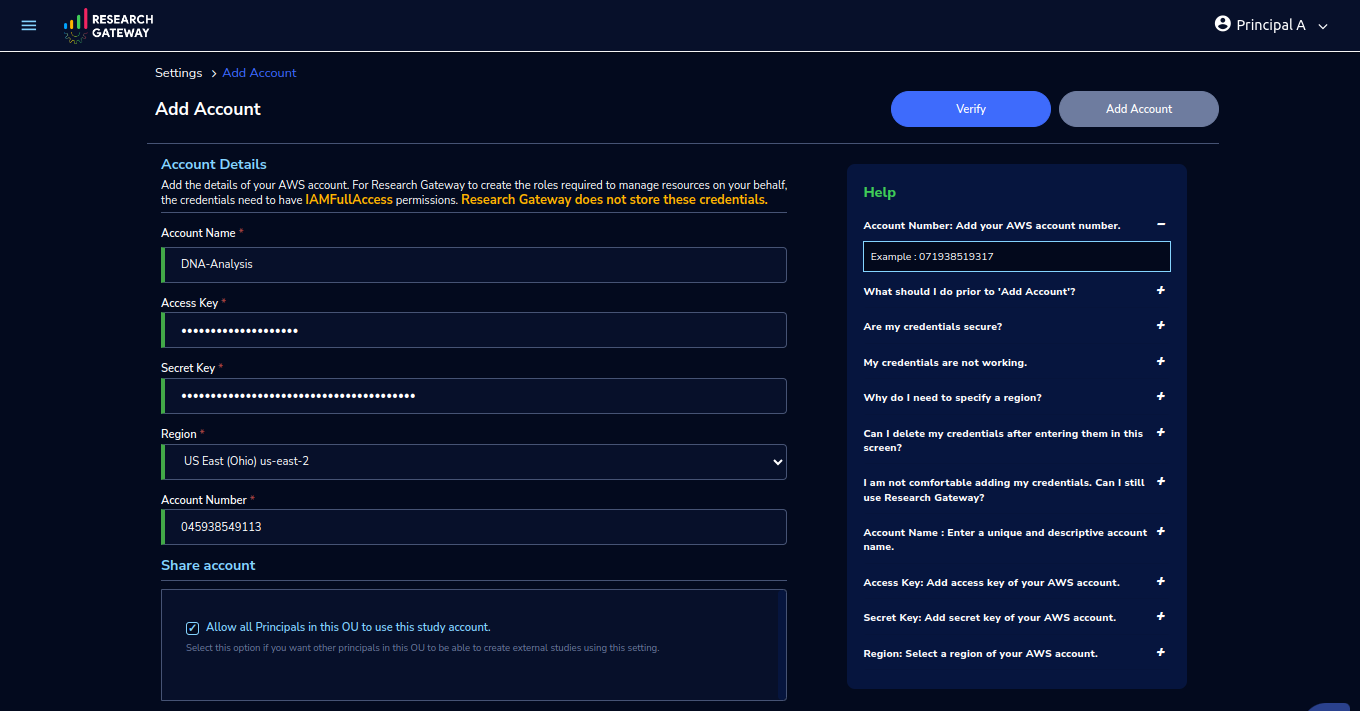 RESEARCH
GATEWAY
Principal A
Settings > Add Account
Add Account
Verify
Add Account
Account Details
Add the details of your AWS account. For Research Gateway to create the roles required to manage resources on your behalf,
the credentials need to have IAMFullAccess permissions. Research Gateway does not store these credentials.
Account Name *
DNA-Analysis
Access Key *
••••••••••••••••••••
Secret Key *
••••••••••••••••••••••••••••••••••••••••
Region *
US East (Ohio) us-east-2
Account Number *
045938549113
Share account
Allow all Principals in this OU to use this study account.
Select this option if you want other principals in this OU to be able to create external studies using this setting.
Help
Account Number: Add your AWS account number. −
Example : 071938519317
What should I do prior to 'Add Account'? +
Are my credentials secure? +
My credentials are not working. +
Why do I need to specify a region? +
Can I delete my credentials after entering them in this +
screen?
I am not comfortable adding my credentials. Can I still +
use Research Gateway?
Account Name : Enter a unique and descriptive account +
name.
Access Key: Add access key of your AWS account. +
Secret Key: Add secret key of your AWS account. +
Region: Select a region of your AWS account. +